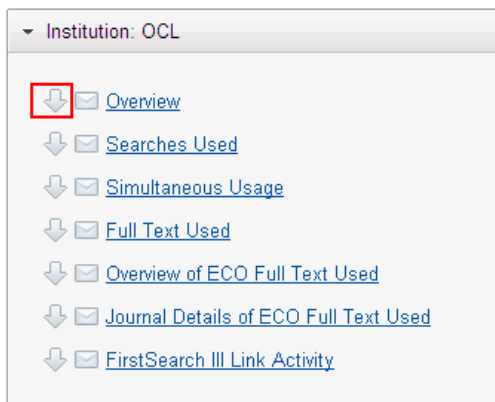 Institution: OCL
Overview
Searches Used
Simultaneous Usage
Full Text Used
Overview of ECO Full Text Used
Journal Details of ECO Full Text Used
FirstSearch III Link Activity